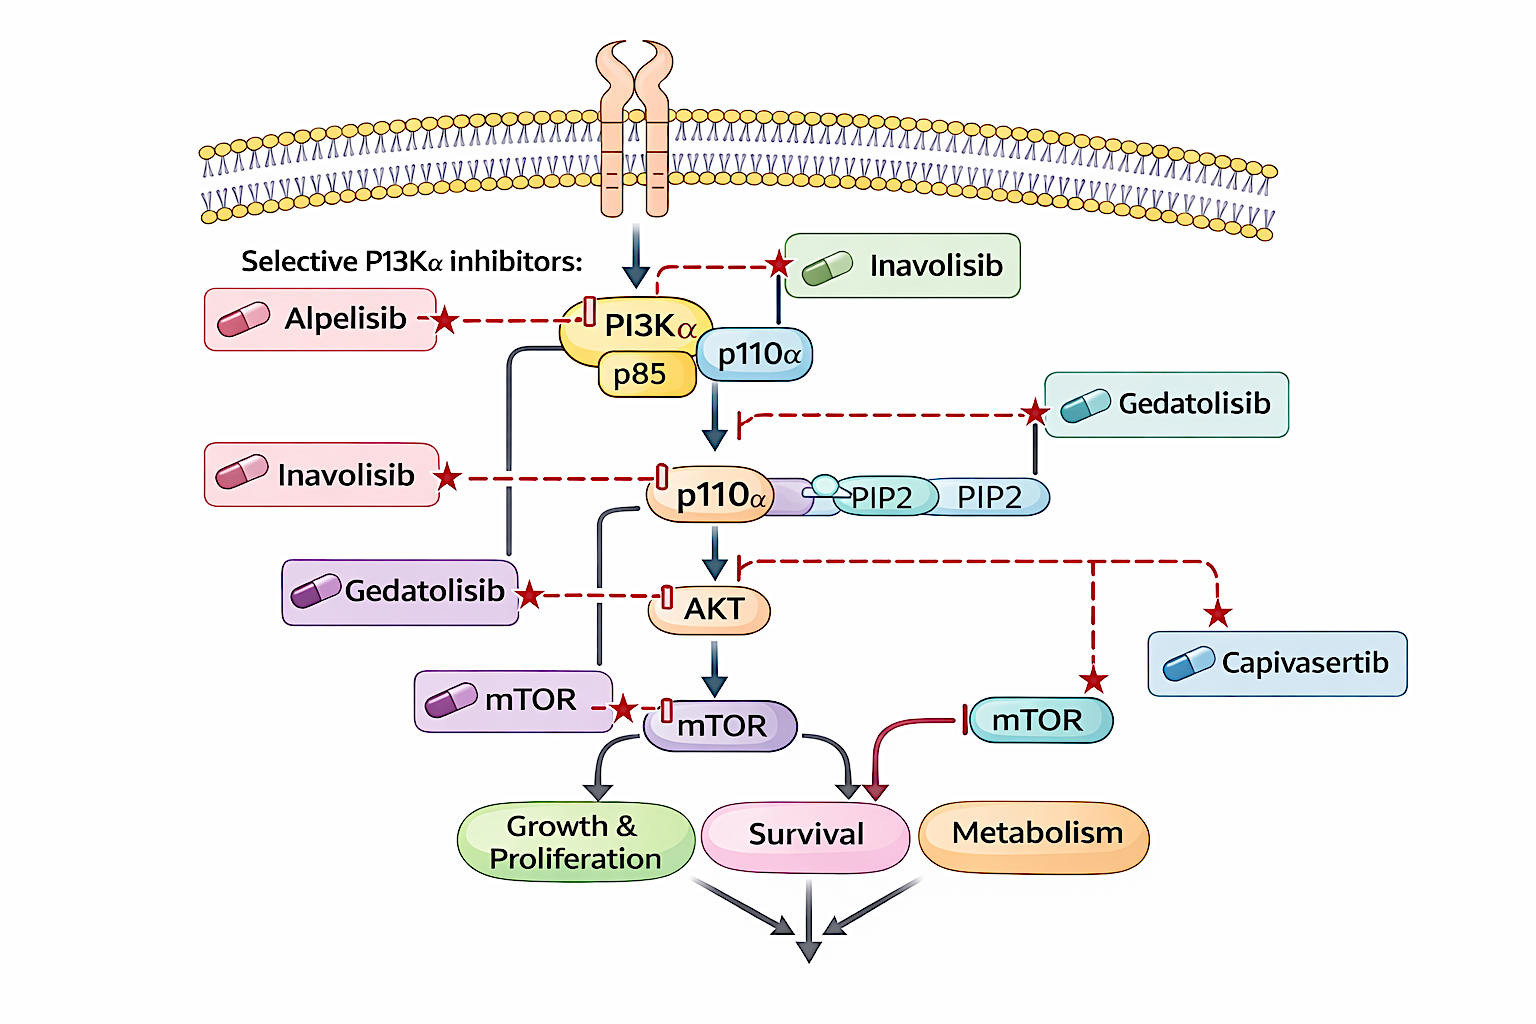 Selective P13Kα inhibitors:
Inavolisib
Alpelisib
PI3Kα
p110α
p85
Gedatolisib
Inavolisib
p110α
PIP2
PIP2
Gedatolisib
AKT
Capivasertib
mTOR
mTOR
mTOR
Growth &
Proliferation
Survival
Metabolism